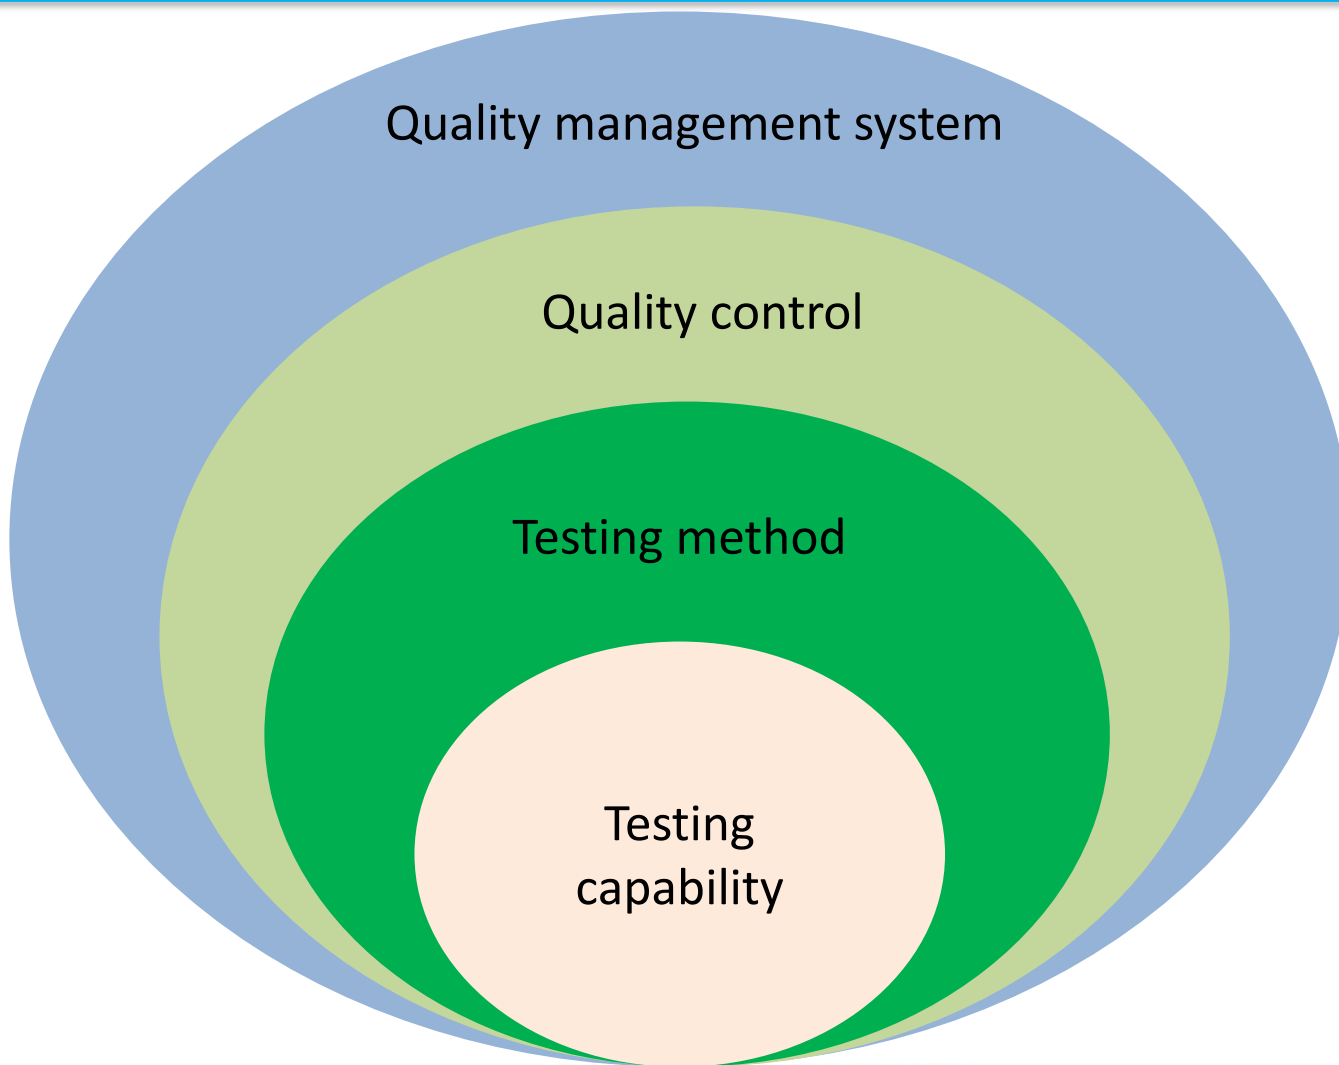 Quality management system
Quality control
Testing method
Testing
capability